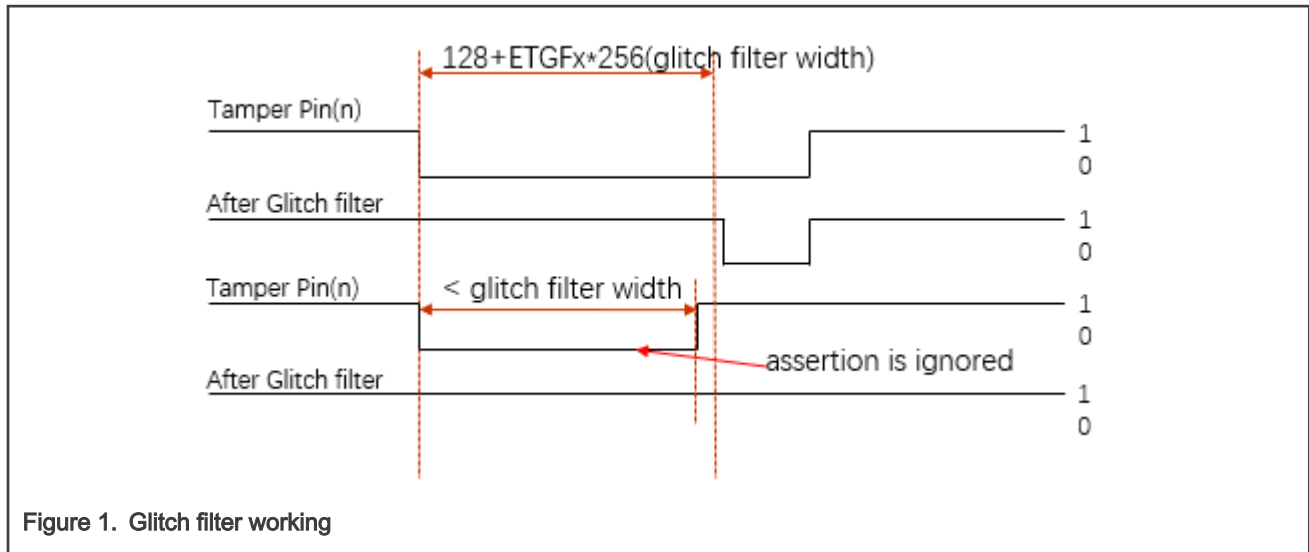 128+ETGFx*256(glitch filter width)
Tamper Pin(n)
1
0
After Glitch filter
1
0
Tamper Pin(n)
< glitch filter width
1
0
assertion is ignored
After Glitch filter
1
0
Figure 1. Glitch filter working